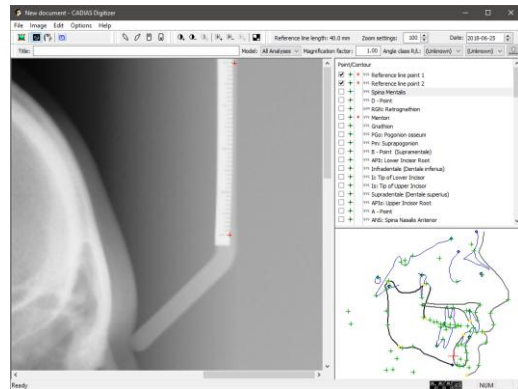 New document - CADIAS Digitizer
File Image Edit Options Help
Reference line length: 40.0 mm Zoom settings: 100 Date: 2018-06-25
Title: Model: All Analyses Magnification factor: 1.00 Angle class R/L: (Unknown) (Unknown)
Point/Contour
Reference line point 1
Reference line point 2
Spina Mentalis
D - Point
RGN: Retrognathion
Menton
Gnathion
PGo: Pogonion osseum
Pm: Suprapogonion
B - Point (Supramentale)
APIi: Lower Incisor Root
Infradentale (Dentale inferius)
Ii: Tip of Lower Incisor
Is: Tip of Upper Incisor
Supradentale (Dentale superius)
APIs: Upper Incisor Root
A - Point
ANS: Spina Nasalis Anterior
Ready NUM